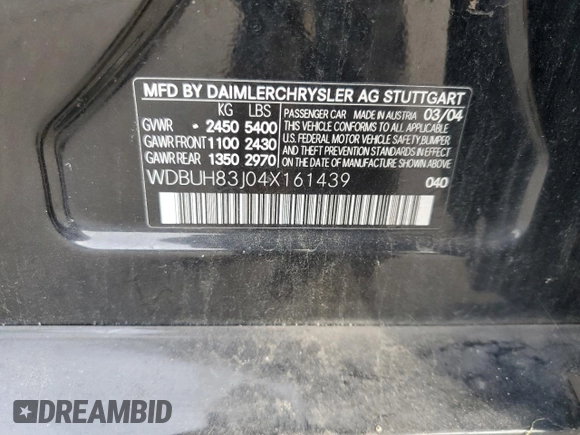 MFD BY DAIMLERCHRYSLER AG STUTTGART
KG LBS PASSENGER CAR MADE IN AUSTRIA 03/04
GVWR 2450 5400 THIS VEHICLE CONFORMS TO ALL APPLICABLE
GAWR FRONT 1100 2430 U.S. FEDERAL MOTOR VEHICLE SAFETY, BUMPER
GAWR REAR 1350 2970 AND THEFT PREVENTION STANDARDS IN EFFECT
ON THE DATE OF MANUFACTURE SHOWN ABOVE.
WDBUH83J04X161439 040
DREAMBID